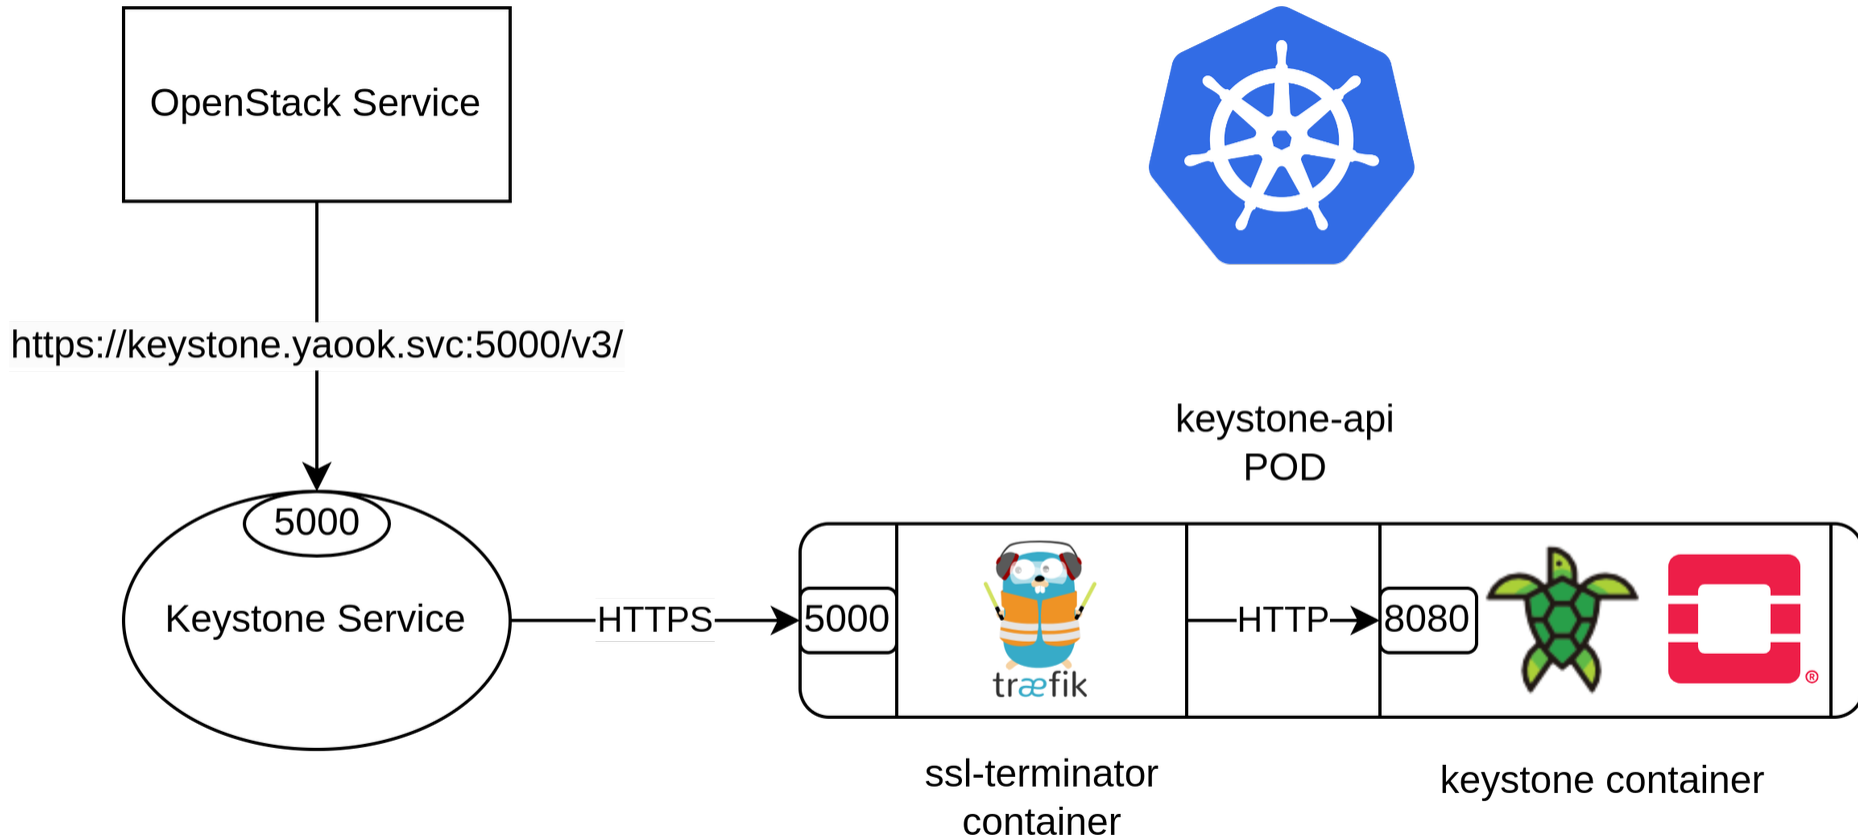 OpenStack Service
https://keystone.yaook.svc:5000/v3/
keystone-api
POD
5000
Keystone Service
HTTPS
5000
træfik
HTTP
8080
®
ssl-terminator
container
keystone container